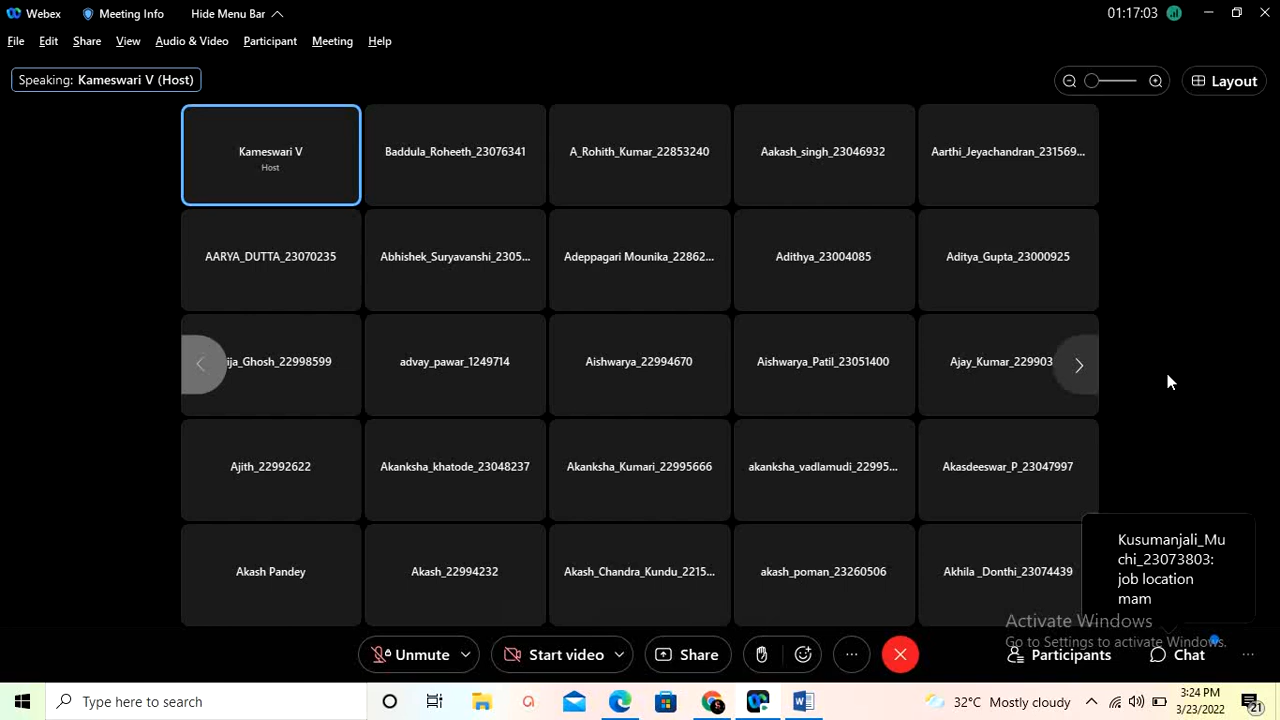 Webex
Meeting Info
Hide Menu Bar
01:17:03
File
Edit
Share
View
Audio & Video
Participant
Meeting
Help
Speaking: Kameswari V (Host)
Layout
Kameswari V
Host
Baddula_Roheeth_23076341
A_Rohith_Kumar_22853240
Aakash_singh_23046932
Aarthi_Jeyachandran_231569...
AARYA_DUTTA_23070235
Abhishek_Suryavanshi_2305...
Adeppagari Mounika_22862...
Adithya_23004085
Aditya_Gupta_23000925
ija_Ghosh_22998599
advay_pawar_1249714
Aishwarya_22994670
Aishwarya_Patil_23051400
Ajay_Kumar_229903
Ajith_22992622
Akanksha_khatode_23048237
Akanksha_Kumari_22995666
akanksha_vadlamudi_22995...
Akasdeeswar_P_23047997
Akash Pandey
Akash_22994232
Akash_Chandra_Kundu_2215...
akash_poman_23260506
Akhila _Donthi_23074439
Kusumanjali_Mu
chi_23073803:
job location
mam
Activate Windows
Go to Settings to activate Windows.
Unmute
Start video
Share
Participants
Chat
Type here to search
32°C Mostly cloudy
3:24 PM
3/23/2022
21